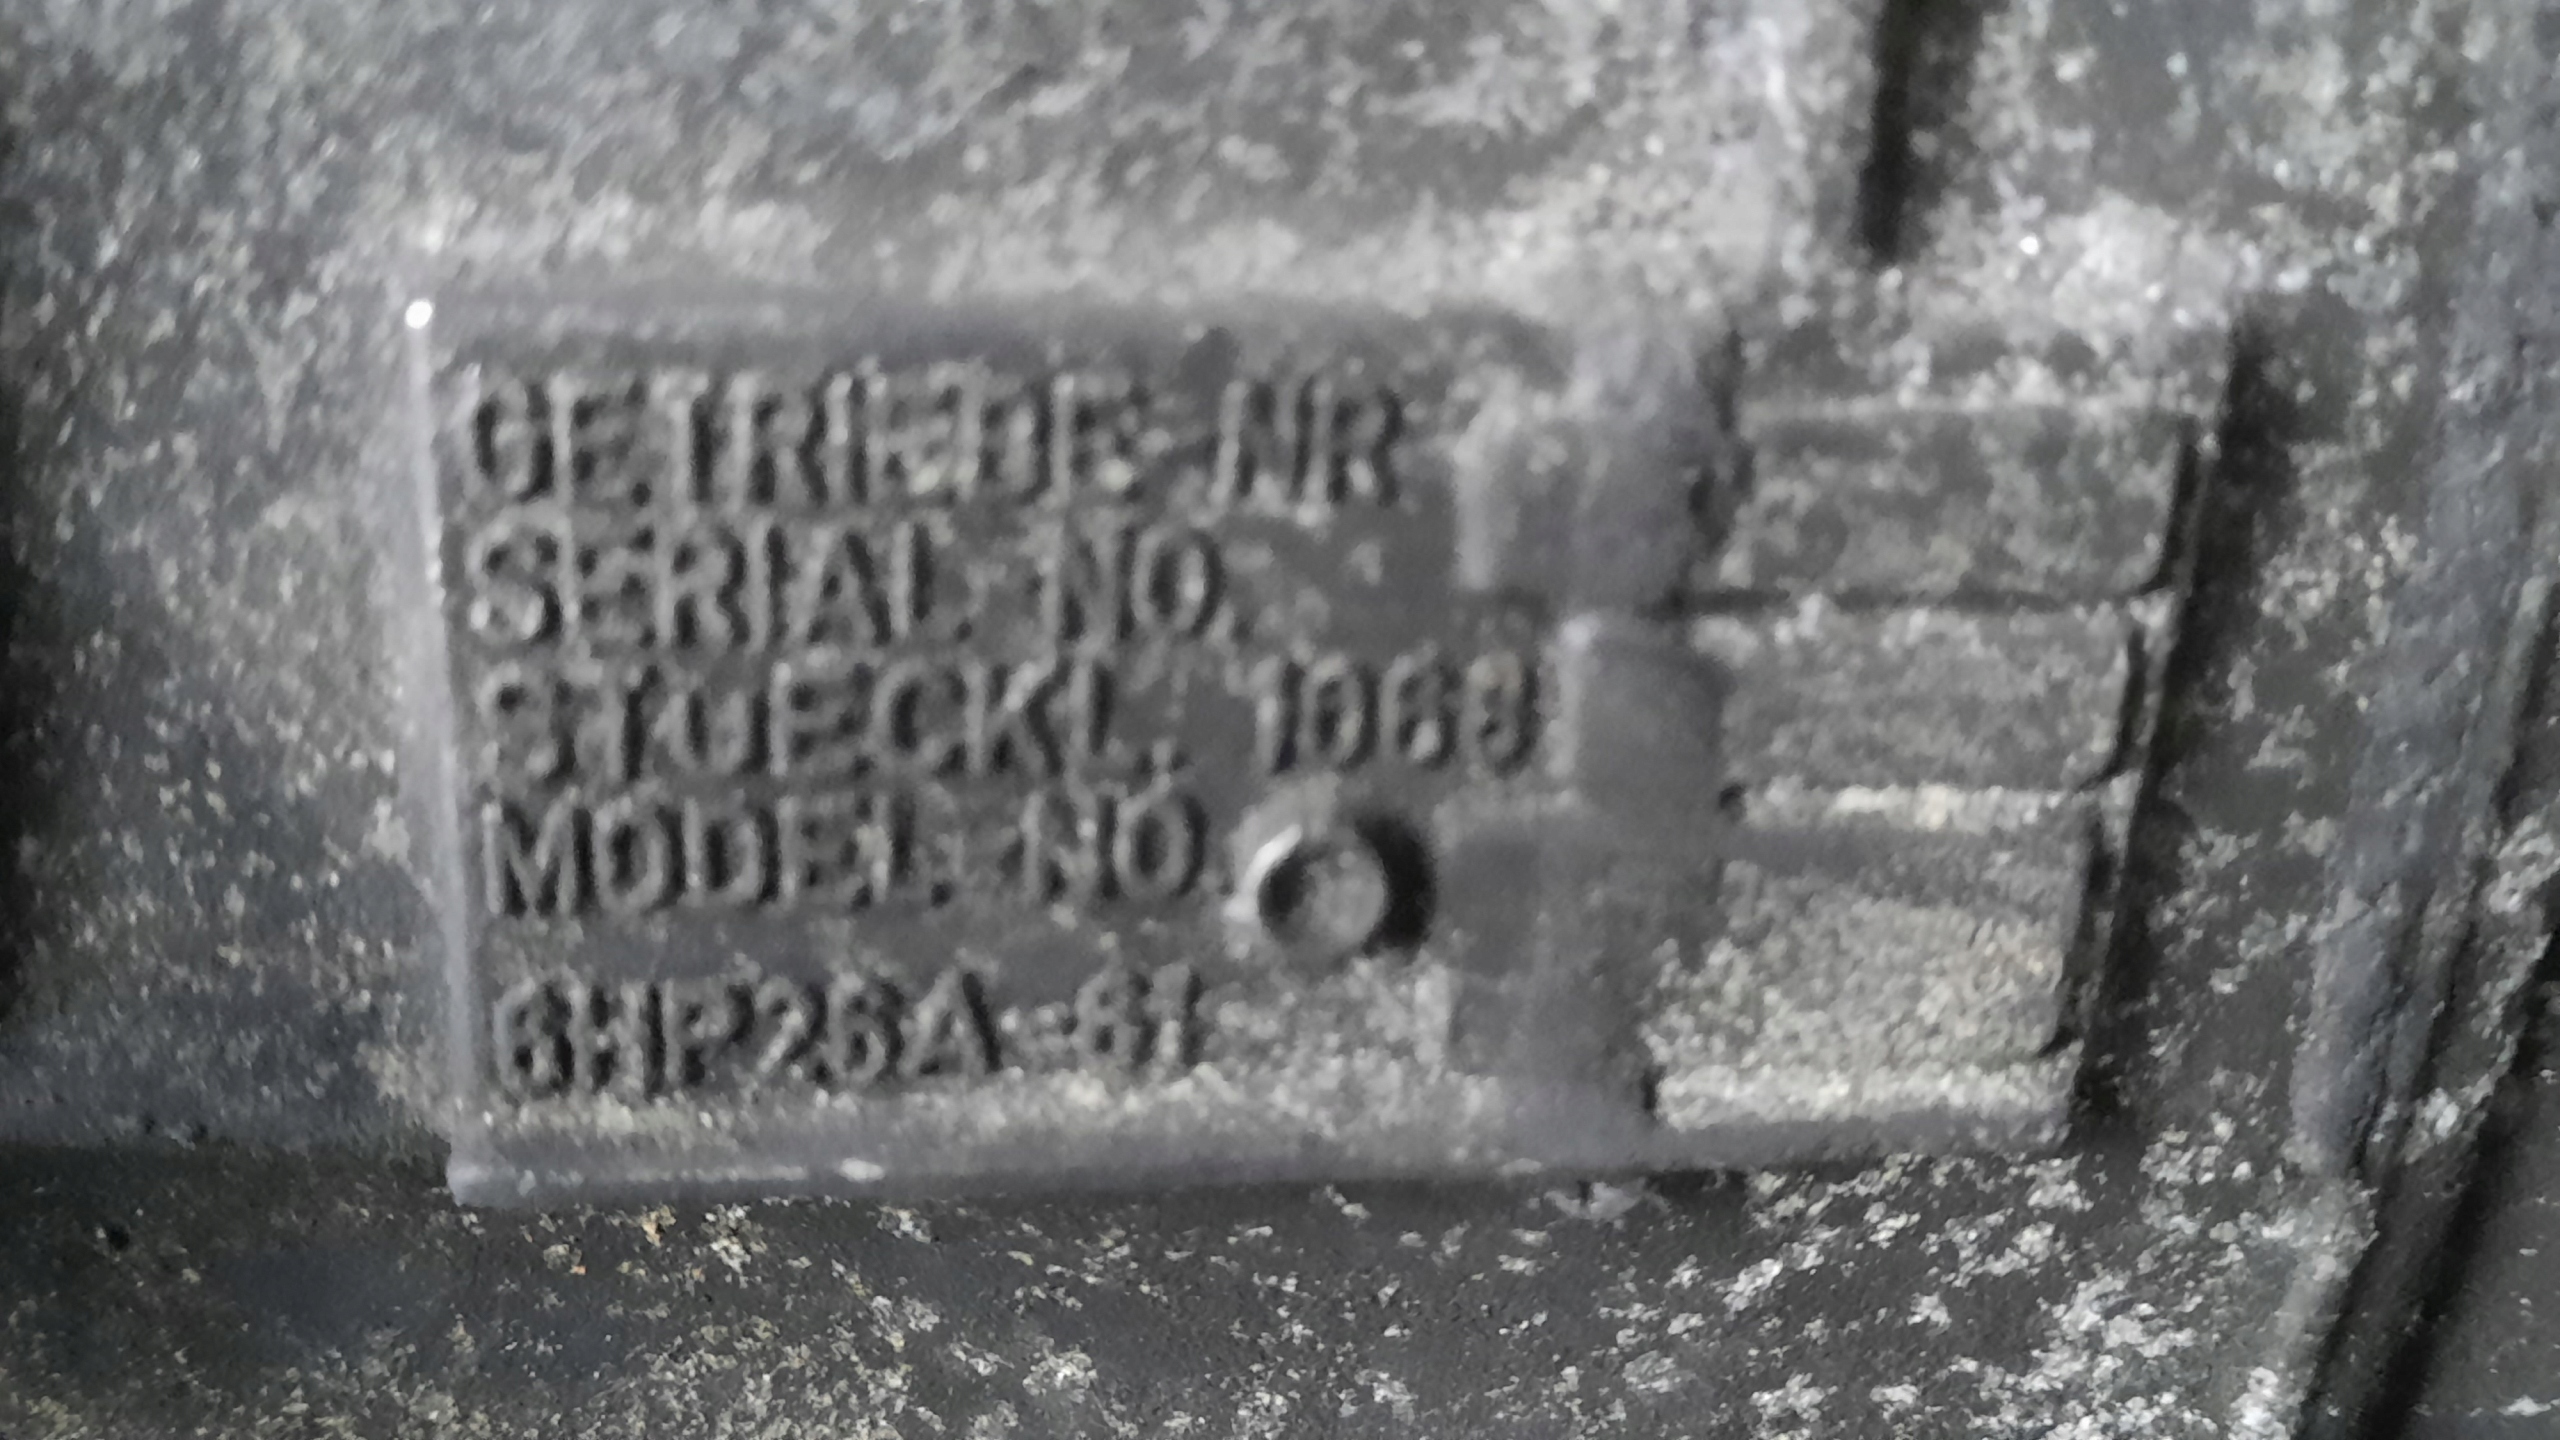 GETRIEBE-NR
SERIAL NO.
STUECKL. 1068
MODEL NO.
6HP26A-61